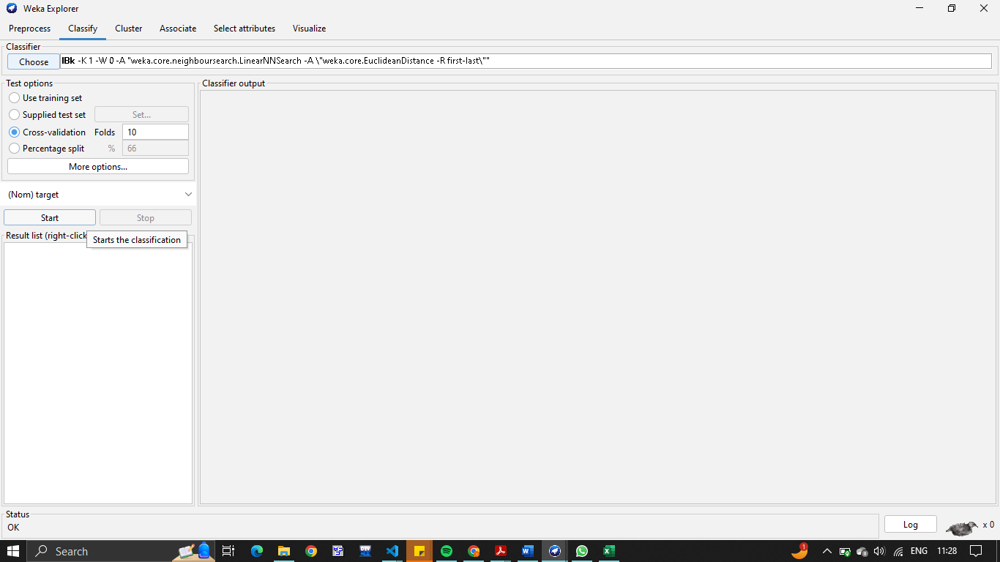 Weka Explorer
Preprocess Classify Cluster Associate Select attributes Visualize
Classifier
Choose IBk -K 1 -W 0 -A "weka.core.neighboursearch.LinearNNSearch -A \"weka.core.EuclideanDistance -R first-last\""
Test options
Use training set
Supplied test set Set...
Cross-validation Folds 10
Percentage split % 66
More options...
(Nom) target
Start Stop
Result list (right-click
Starts the classification
Classifier output
Status
OK
Log x 0
Search 1 ENG 11:28